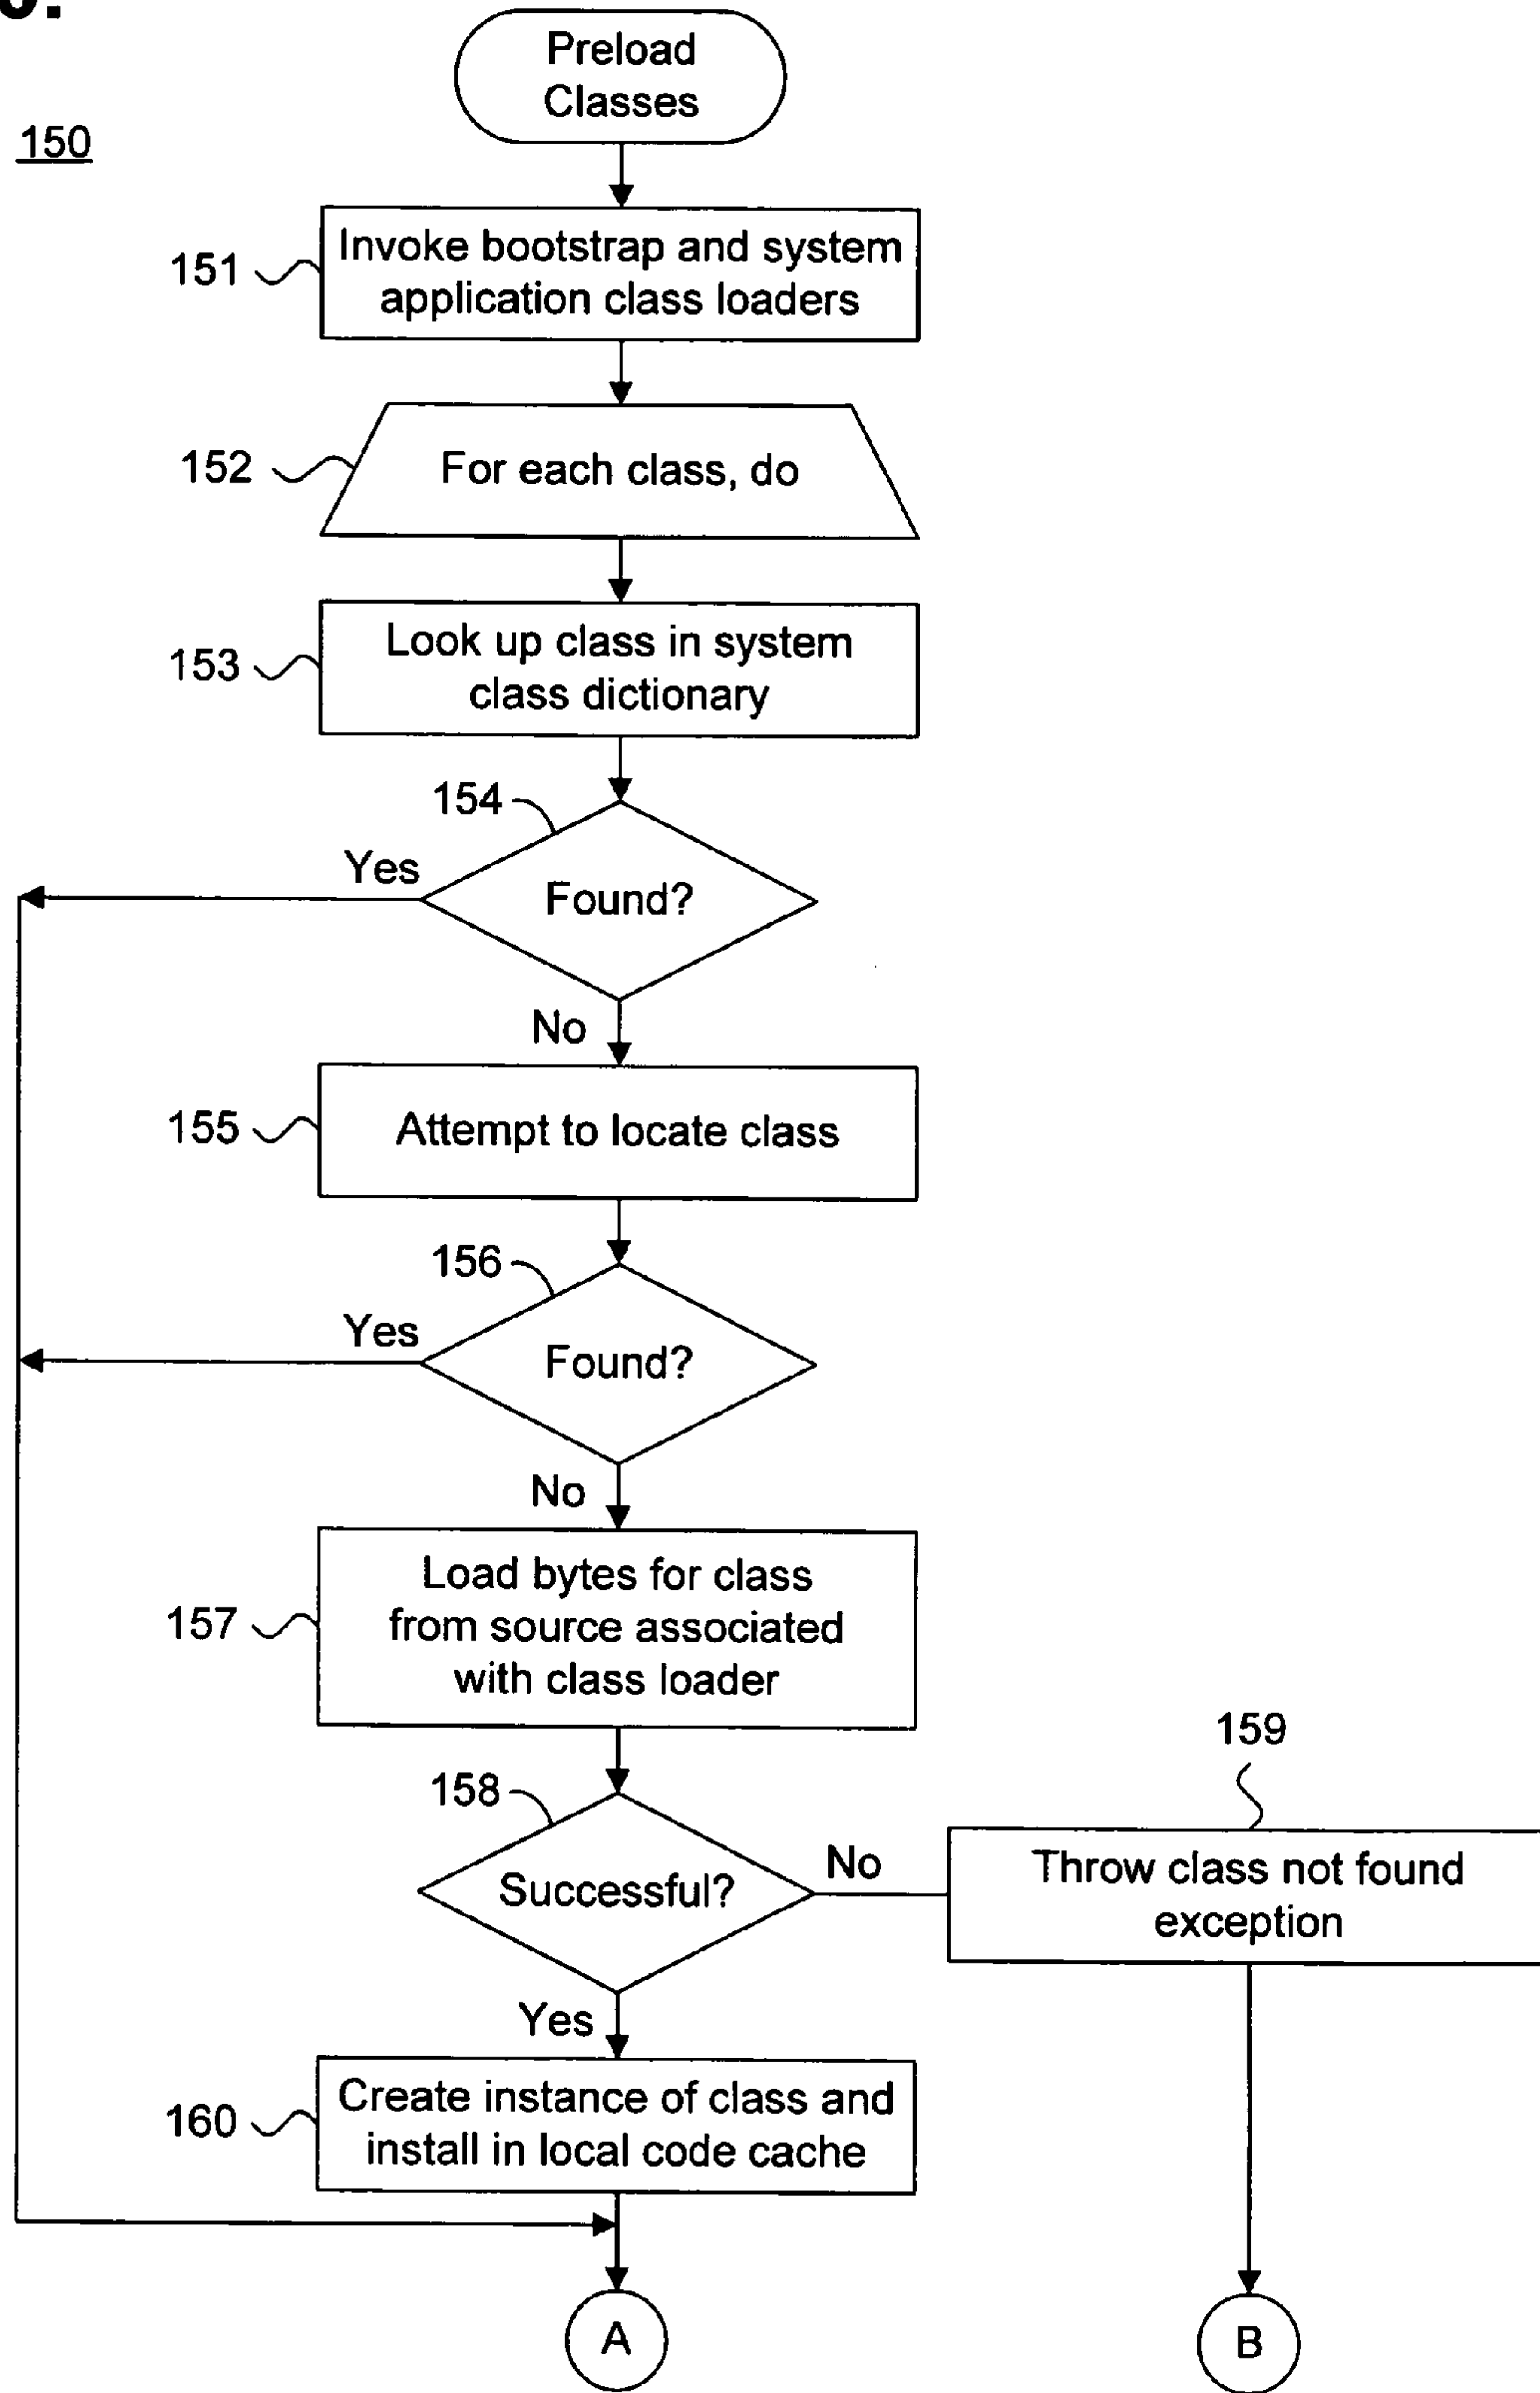 Preload
Classes
150
151
Invoke bootstrap and system
application class loaders
152
For each class, do
153
Look up class in system
class dictionary
154
Yes
Found?
No
155
Attempt to locate class
156
Yes
Found?
No
157
Load bytes for class
from source associated
with class loader
159
158
Successful?
No
Throw class not found
exception
Yes
160
Create instance of class and
install in local code cache
A
B